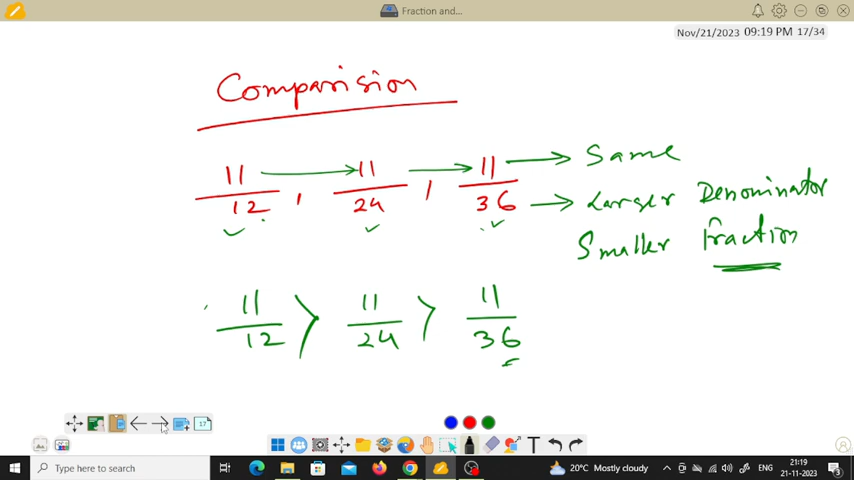 Fraction and...
Nov/21/2023 09:19 PM 17/34
Comparision
11/12 , 11/24 , 11/36 → Same
→ Larger Denominator
Smaller Fraction
11/12 > 11/24 > 11/36
17
T
Type here to search
20°C Mostly cloudy
ENG
21:19
21-11-2023
3